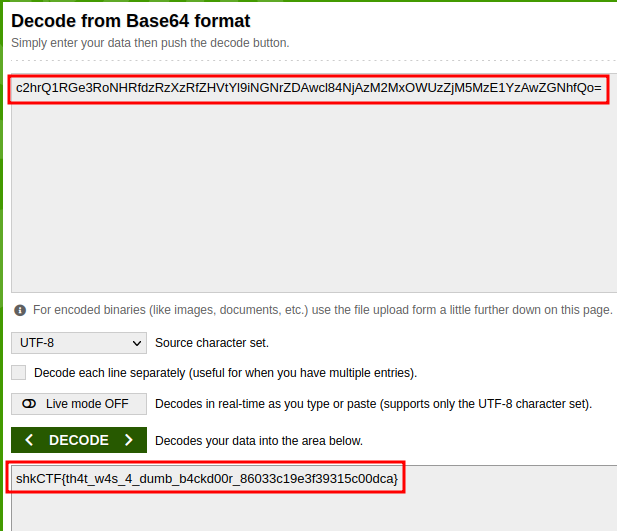 Decode from Base64 format
Simply enter your data then push the decode button.
c2hrQ1RGe3RoNHRfdzRzXzRfZHVtYl9iNGNrZDAwcl84NjAzM2MxOWUzZjM5MzE1YzAwZGNhfQo=
For encoded binaries (like images, documents, etc.) use the file upload form a little further down on this page.
UTF-8 Source character set.
Decode each line separately (useful for when you have multiple entries).
Live mode OFF Decodes in real-time as you type or paste (supports only the UTF-8 character set).
DECODE Decodes your data into the area below.
shkCTF{th4t_w4s_4_dumb_b4ckd00r_86033c19e3f39315c00dca}